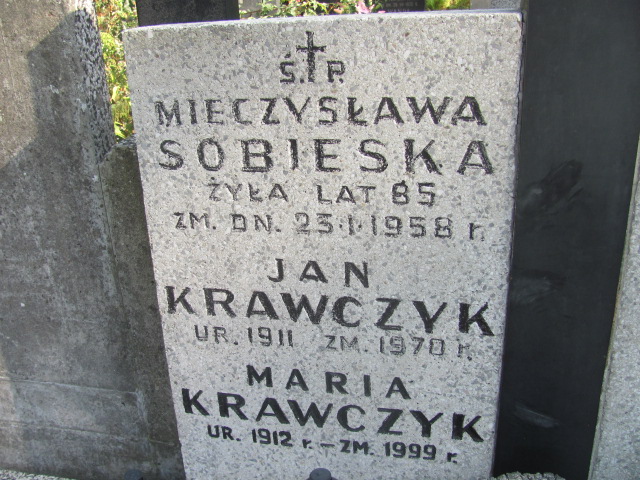 Ś. † P.
MIECZYSŁAWA
SOBIESKA
ŻYŁA LAT 85
ZM. DN. 23·1·1958 r.
JAN
KRAWCZYK
UR. 1911 ZM. 1970 r.
MARIA
KRAWCZYK
UR. 1912 r. – ZM. 1999 r.